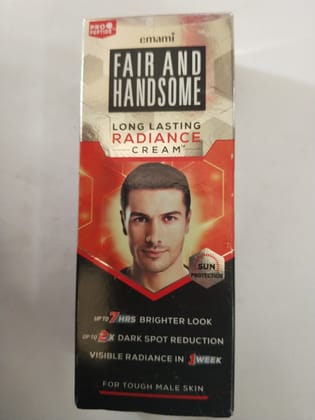 PRO
PEPTIDE
emami
FAIR AND
HANDSOME
LONG LASTING
RADIANCE
CREAM™
SUN
PROTECTION
UP TO 7 HRS BRIGHTER LOOK
UP TO 2X DARK SPOT REDUCTION
VISIBLE RADIANCE IN 1 WEEK
FOR TOUGH MALE SKIN